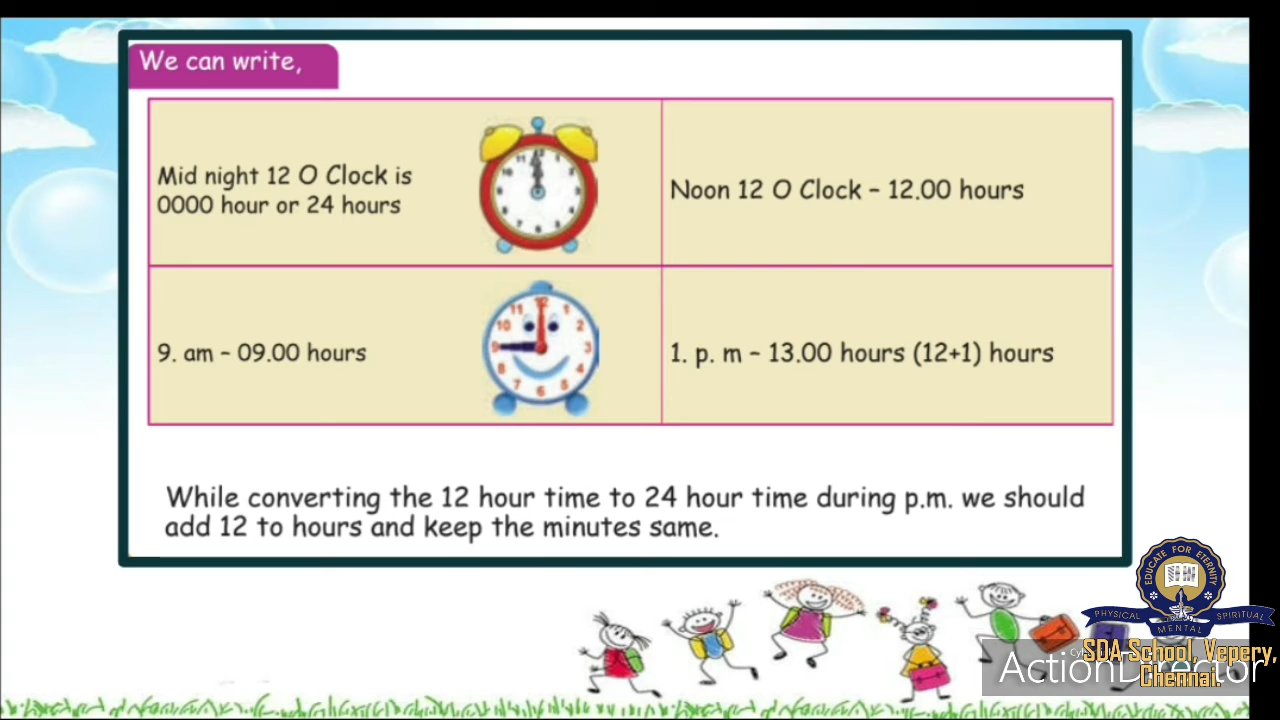 We can write,
Mid night 12 O Clock is
0000 hour or 24 hours
Noon 12 O Clock – 12.00 hours
9. am – 09.00 hours
1. p. m – 13.00 hours (12+1) hours
While converting the 12 hour time to 24 hour time during p.m. we should
add 12 to hours and keep the minutes same.
EDUCATE FOR ETERNITY
PHYSICAL
MENTAL
SPIRITUAL
SDA School, Vepery,
Chennai.
ActionDirector